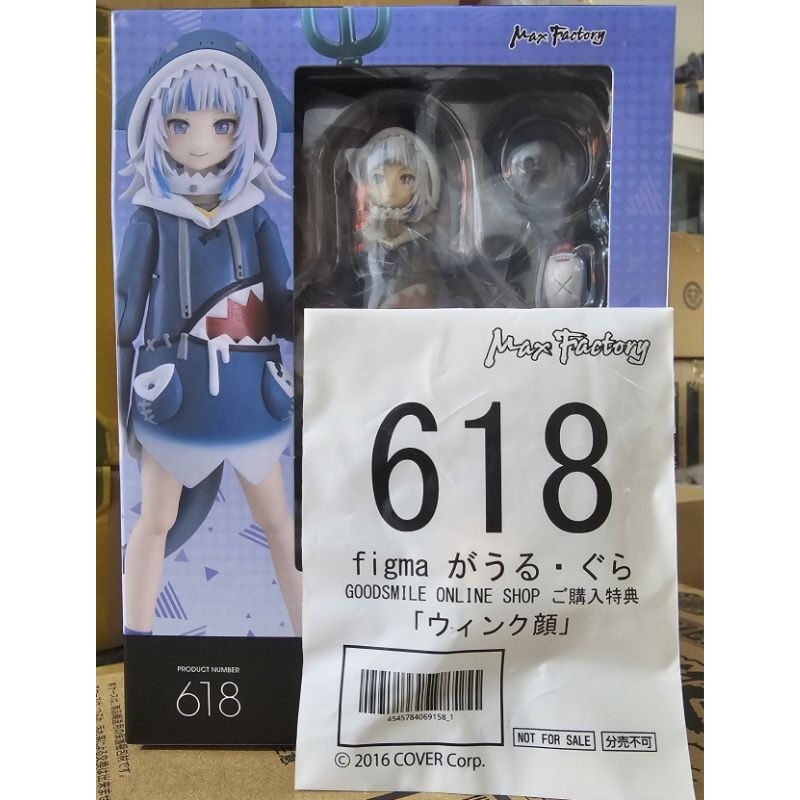 Max Factory
PRODUCT NUMBER
618
Max Factory
618
figma がうる・ぐら
GOODSMILE ONLINE SHOP ご購入特典
「ウィンク顔」
4545784069158_1
NOT FOR SALE 分売不可
© 2016 COVER Corp.